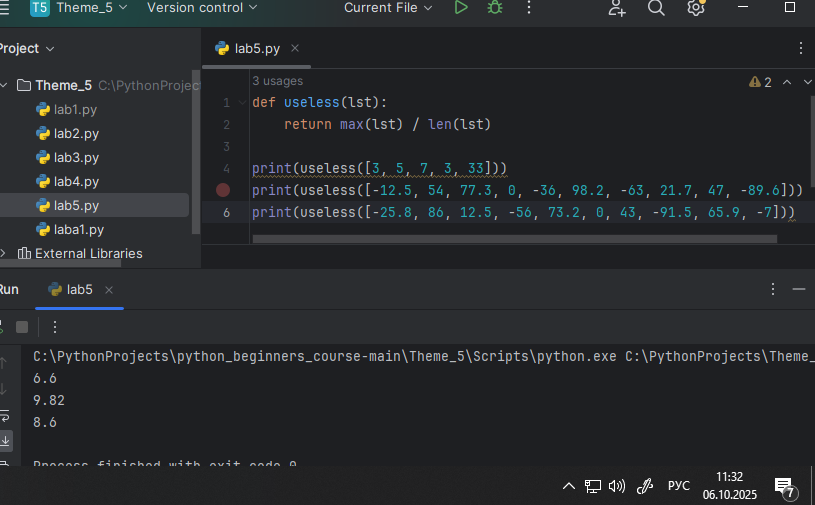 T5 Theme_5 Version control Current File
Project
lab5.py
3 usages
2
Theme_5 C:\PythonProjec
lab1.py
lab2.py
lab3.py
lab4.py
lab5.py
laba1.py
External Libraries
1 def useless(lst):
2 return max(lst) / len(lst)
3
4 print(useless([3, 5, 7, 3, 33]))
print(useless([-12.5, 54, 77.3, 0, -36, 98.2, -63, 21.7, 47, -89.6]))
6 print(useless([-25.8, 86, 12.5, -56, 73.2, 0, 43, -91.5, 65.9, -7]))
Run lab5
C:\PythonProjects\python_beginners_course-main\Theme_5\Scripts\python.exe C:\PythonProjects\Theme_
6.6
9.82
8.6
Process finished with exit code 0
РУС
11:32
06.10.2025
7